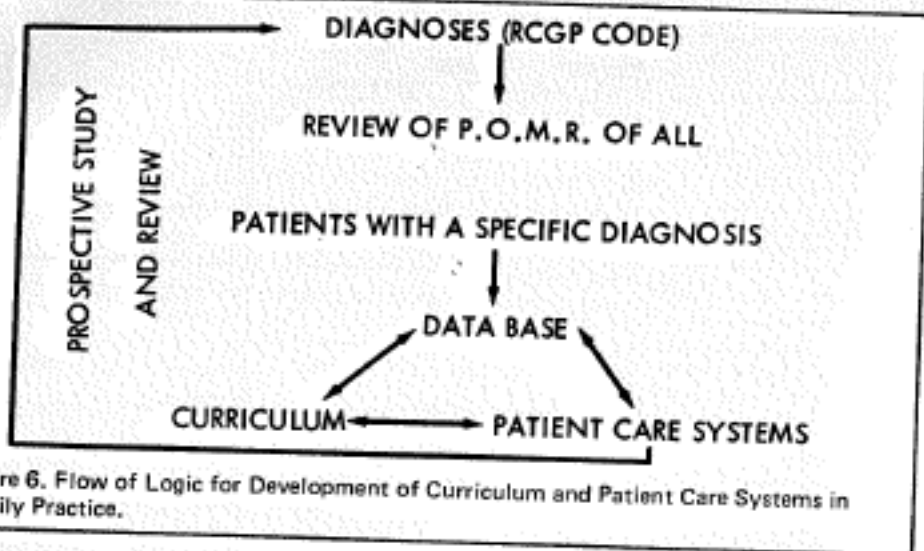 DIAGNOSES (RCGP CODE)
REVIEW OF P.O.M.R. OF ALL
PATIENTS WITH A SPECIFIC DIAGNOSIS
DATA BASE
CURRICULUM
PATIENT CARE SYSTEMS
PROSPECTIVE STUDY
AND REVIEW
re 6. Flow of Logic for Development of Curriculum and Patient Care Systems in
ily Practice.